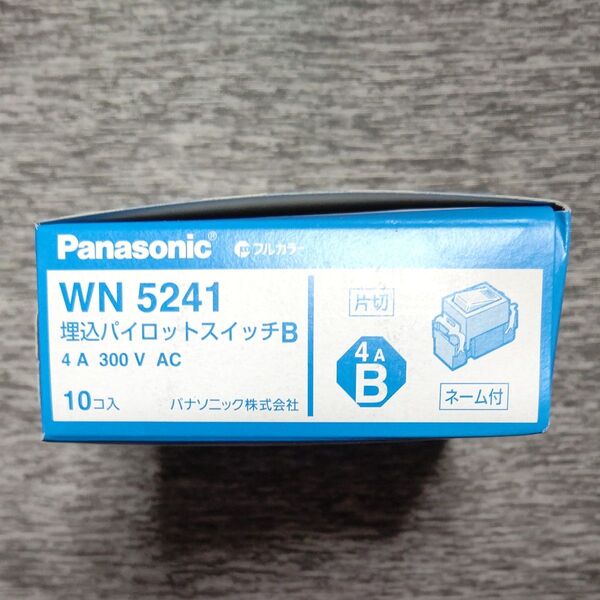 Panasonic® フルカラー
WN 5241
埋込パイロットスイッチB
4 A 300 V AC
10コ入 パナソニック株式会社
片切
4 A
B
ネーム付